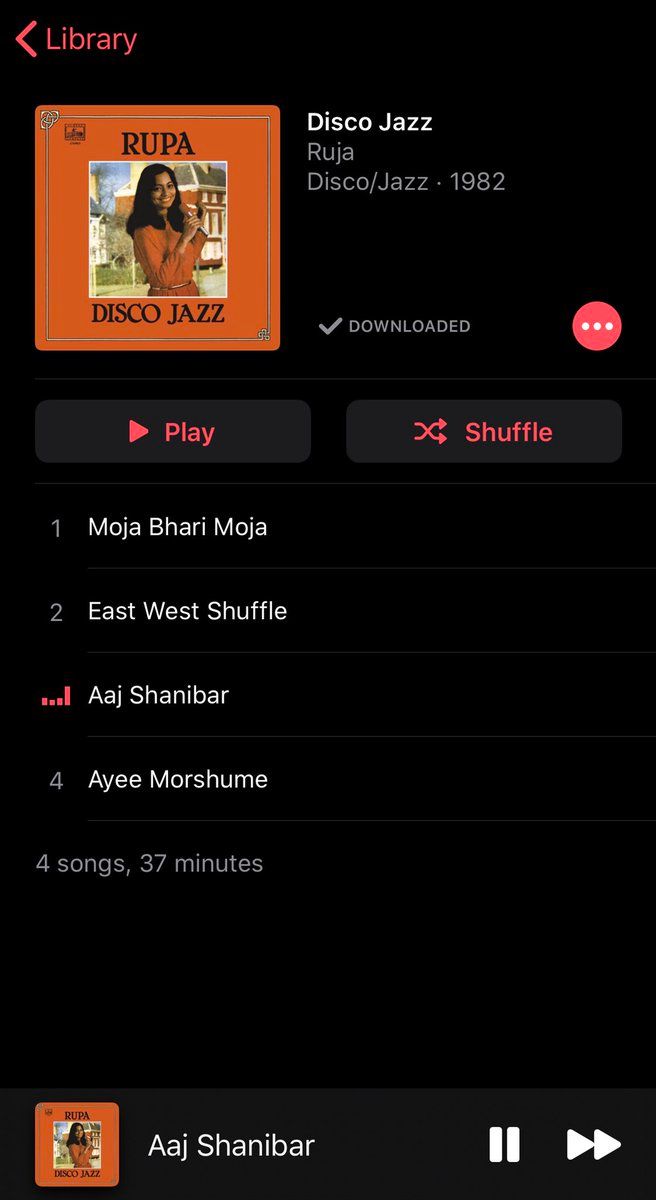 Library
RUPA
DISCO JAZZ
Disco Jazz
Ruja
Disco/Jazz · 1982
DOWNLOADED
Play
Shuffle
1 Moja Bhari Moja
2 East West Shuffle
Aaj Shanibar
4 Ayee Morshume
4 songs, 37 minutes
RUPA
DISCO JAZZ
Aaj Shanibar